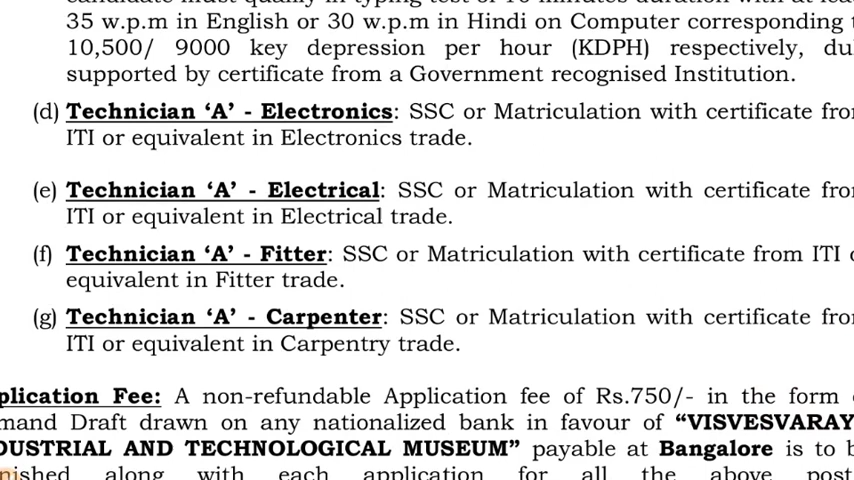 35 w.p.m in English or 30 w.p.m in Hindi on Computer corresponding
10,500/ 9000 key depression per hour (KDPH) respectively,
supported by certificate from a Government recognised Institution.
(d) Technician ‘A’ - Electronics: SSC or Matriculation with certificate
ITI or equivalent in Electronics trade.
(e) Technician ‘A’ - Electrical: SSC or Matriculation with certificate
ITI or equivalent in Electrical trade.
(f) Technician ‘A’ - Fitter: SSC or Matriculation with certificate from ITI
equivalent in Fitter trade.
(g) Technician ‘A’ - Carpenter: SSC or Matriculation with certificate
ITI or equivalent in Carpentry trade.
plication Fee: A non-refundable Application fee of Rs.750/- in the form
mand Draft drawn on any nationalized bank in favour of “VISVESVARAY
DUSTRIAL AND TECHNOLOGICAL MUSEUM” payable at Bangalore is to
along with each application for all the above